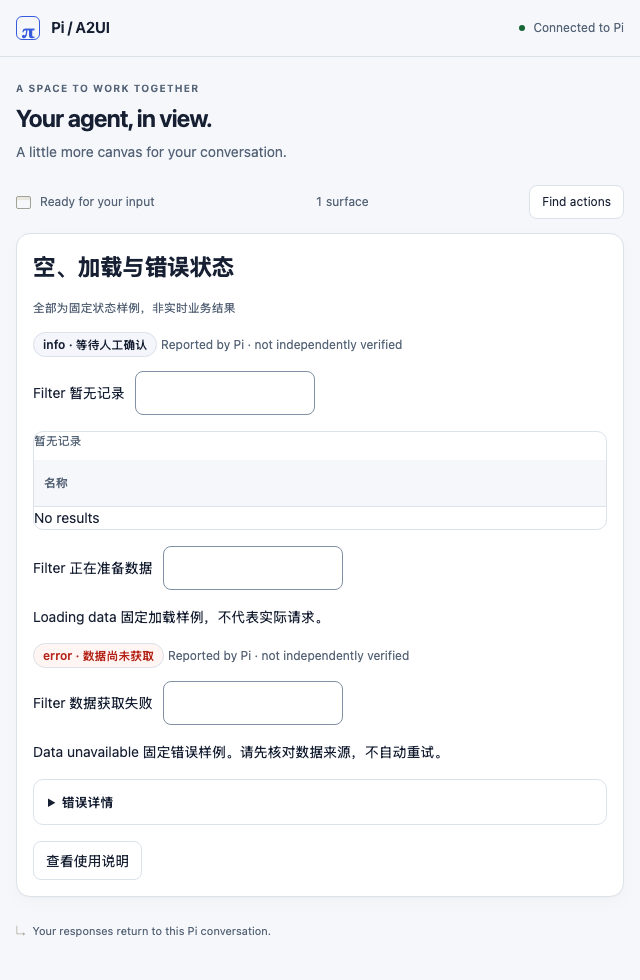 π Pi / A2UI
Connected to Pi
A SPACE TO WORK TOGETHER
Your agent, in view.
A little more canvas for your conversation.
Ready for your input
1 surface
Find actions
空、加载与错误状态
全部为固定状态样例，非实时业务结果
info · 等待人工确认 Reported by Pi · not independently verified
Filter 暂无记录
暂无记录
名称
No results
Filter 正在准备数据
Loading data 固定加载样例，不代表实际请求。
error · 数据尚未获取 Reported by Pi · not independently verified
Filter 数据获取失败
Data unavailable 固定错误样例。请先核对数据来源，不自动重试。
错误详情
查看使用说明
Your responses return to this Pi conversation.